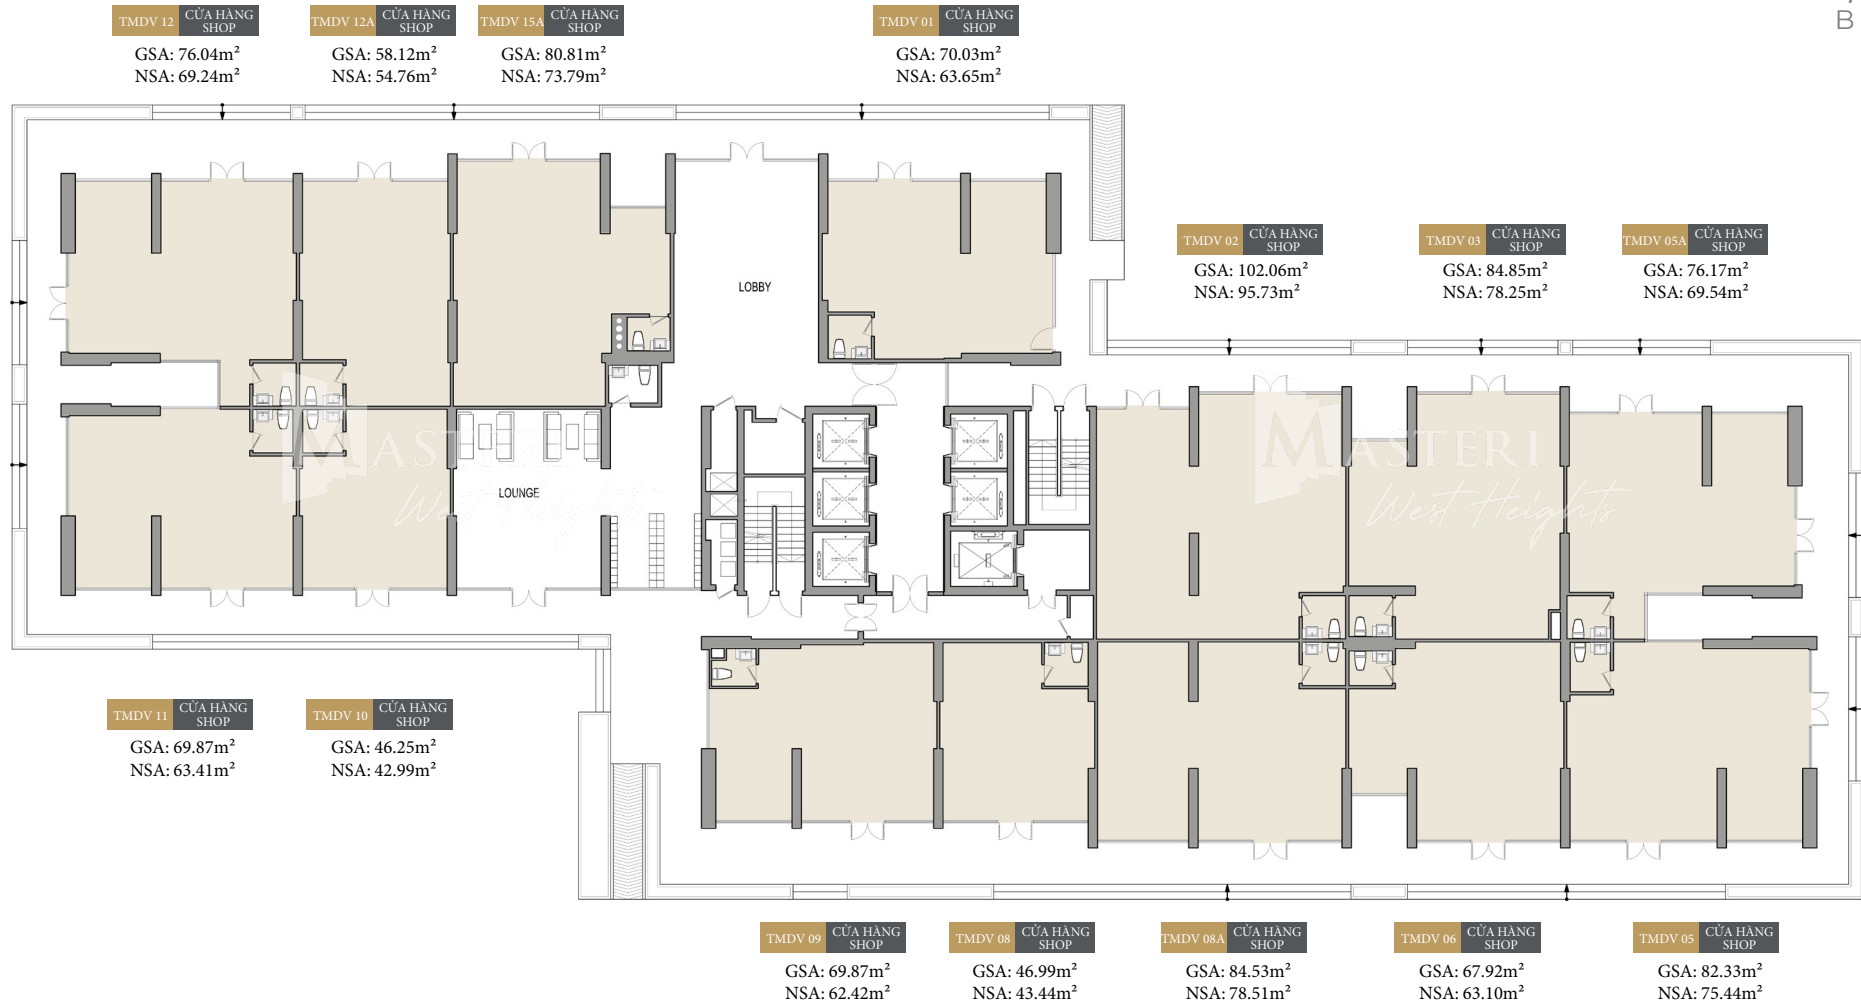 B
TMDV 12 CỬA HÀNG
SHOP
GSA: 76.04m²
NSA: 69.24m²
TMDV 12A CỬA HÀNG
SHOP
GSA: 58.12m²
NSA: 54.76m²
TMDV 15A CỬA HÀNG
SHOP
GSA: 80.81m²
NSA: 73.79m²
TMDV 01 CỬA HÀNG
SHOP
GSA: 70.03m²
NSA: 63.65m²
TMDV 02 CỬA HÀNG
SHOP
GSA: 102.06m²
NSA: 95.73m²
TMDV 03 CỬA HÀNG
SHOP
GSA: 84.85m²
NSA: 78.25m²
TMDV 05A CỬA HÀNG
SHOP
GSA: 76.17m²
NSA: 69.54m²
LOBBY
LOUNGE
MASTERI
West Heights
MASTERI
West Heights
TMDV 11 CỬA HÀNG
SHOP
GSA: 69.87m²
NSA: 63.41m²
TMDV 10 CỬA HÀNG
SHOP
GSA: 46.25m²
NSA: 42.99m²
TMDV 09 CỬA HÀNG
SHOP
GSA: 69.87m²
NSA: 62.42m²
TMDV 08 CỬA HÀNG
SHOP
GSA: 46.99m²
NSA: 43.44m²
TMDV 08A CỬA HÀNG
SHOP
GSA: 84.53m²
NSA: 78.51m²
TMDV 06 CỬA HÀNG
SHOP
GSA: 67.92m²
NSA: 63.10m²
TMDV 05 CỬA HÀNG
SHOP
GSA: 82.33m²
NSA: 75.44m²